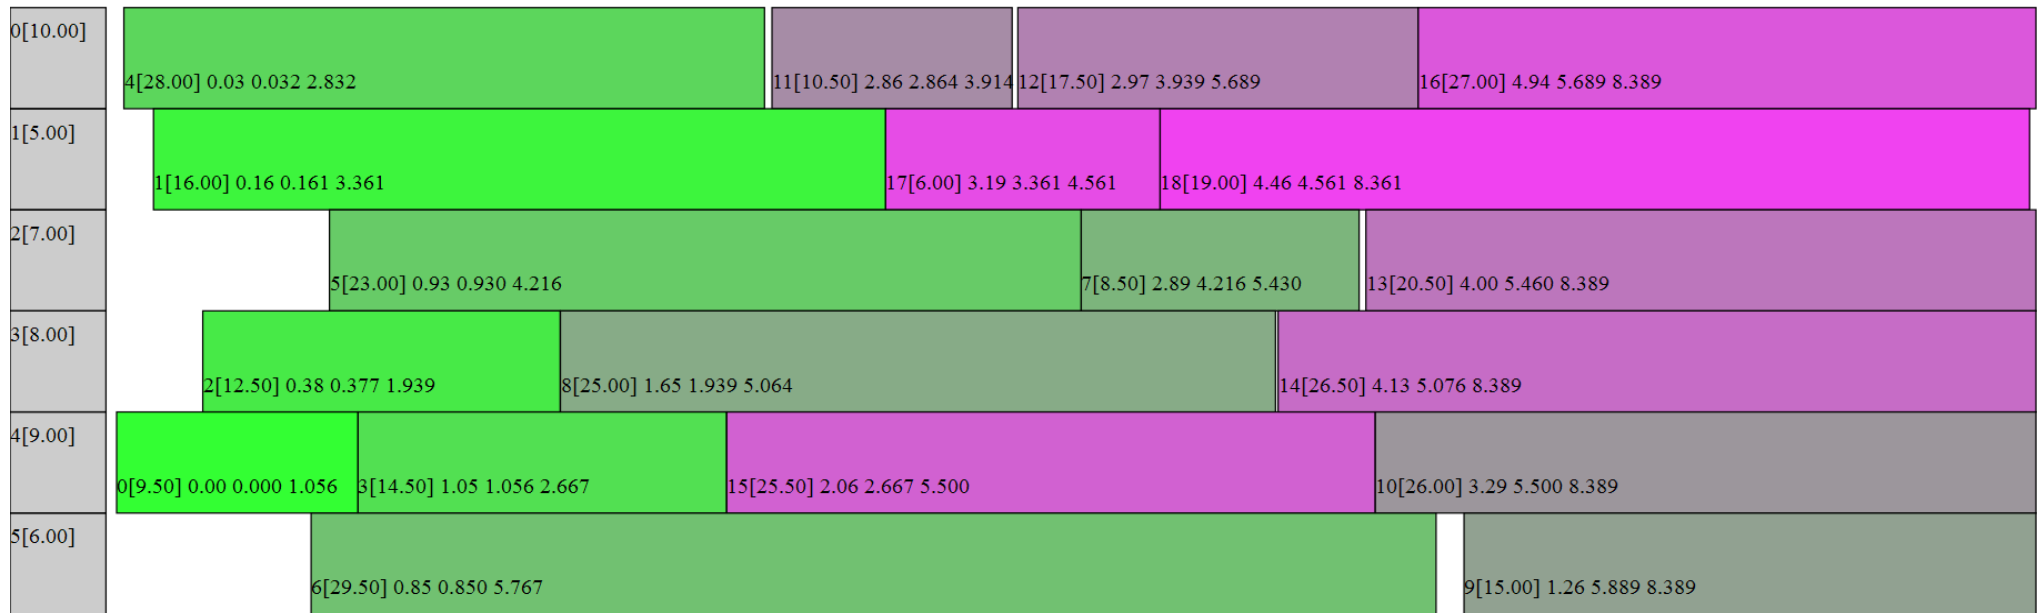 0[10.00]
4[28.00] 0.03 0.032 2.832
11[10.50] 2.86 2.864 3.914
12[17.50] 2.97 3.939 5.689
16[27.00] 4.94 5.689 8.389
1[5.00]
1[16.00] 0.16 0.161 3.361
17[6.00] 3.19 3.361 4.561
18[19.00] 4.46 4.561 8.361
2[7.00]
5[23.00] 0.93 0.930 4.216
7[8.50] 2.89 4.216 5.430
13[20.50] 4.00 5.460 8.389
3[8.00]
2[12.50] 0.38 0.377 1.939
8[25.00] 1.65 1.939 5.064
14[26.50] 4.13 5.076 8.389
4[9.00]
0[9.50] 0.00 0.000 1.056
3[14.50] 1.05 1.056 2.667
15[25.50] 2.06 2.667 5.500
10[26.00] 3.29 5.500 8.389
5[6.00]
6[29.50] 0.85 0.850 5.767
9[15.00] 1.26 5.889 8.389